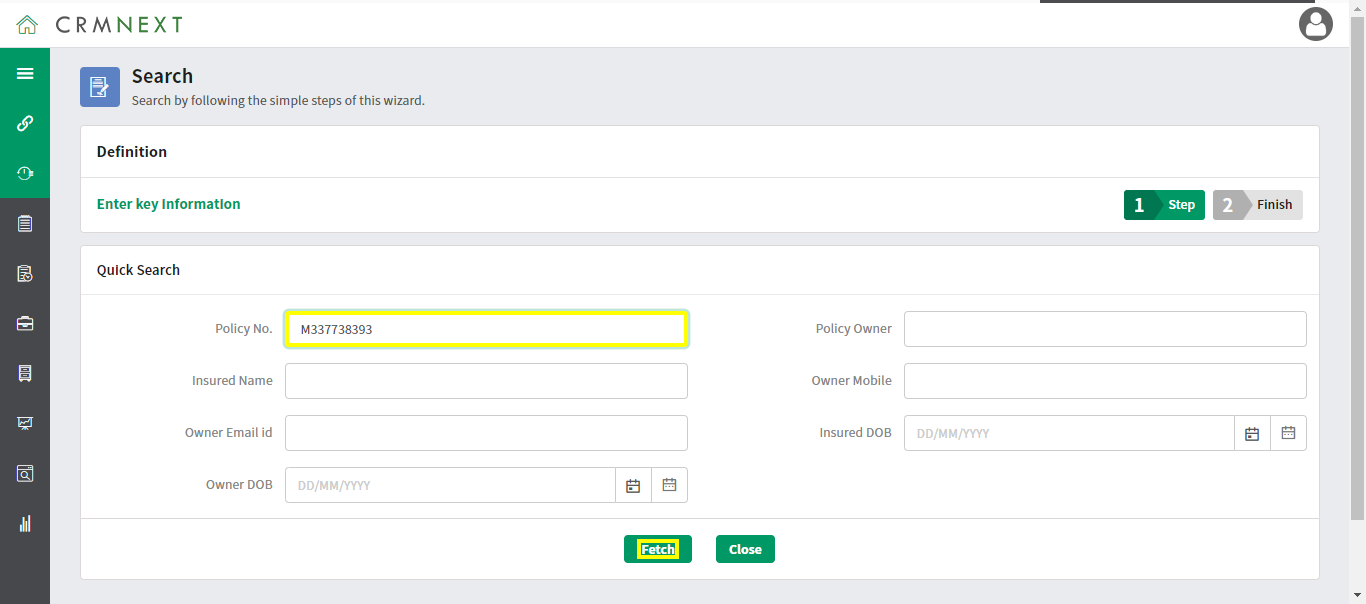 CRMNEXT
Search
Search by following the simple steps of this wizard.
Definition
Enter key Information
1 Step 2 Finish
Quick Search
Policy No. M337738393 Policy Owner
Insured Name Owner Mobile
Owner Email id Insured DOB DD/MM/YYYY
Owner DOB DD/MM/YYYY
Fetch Close